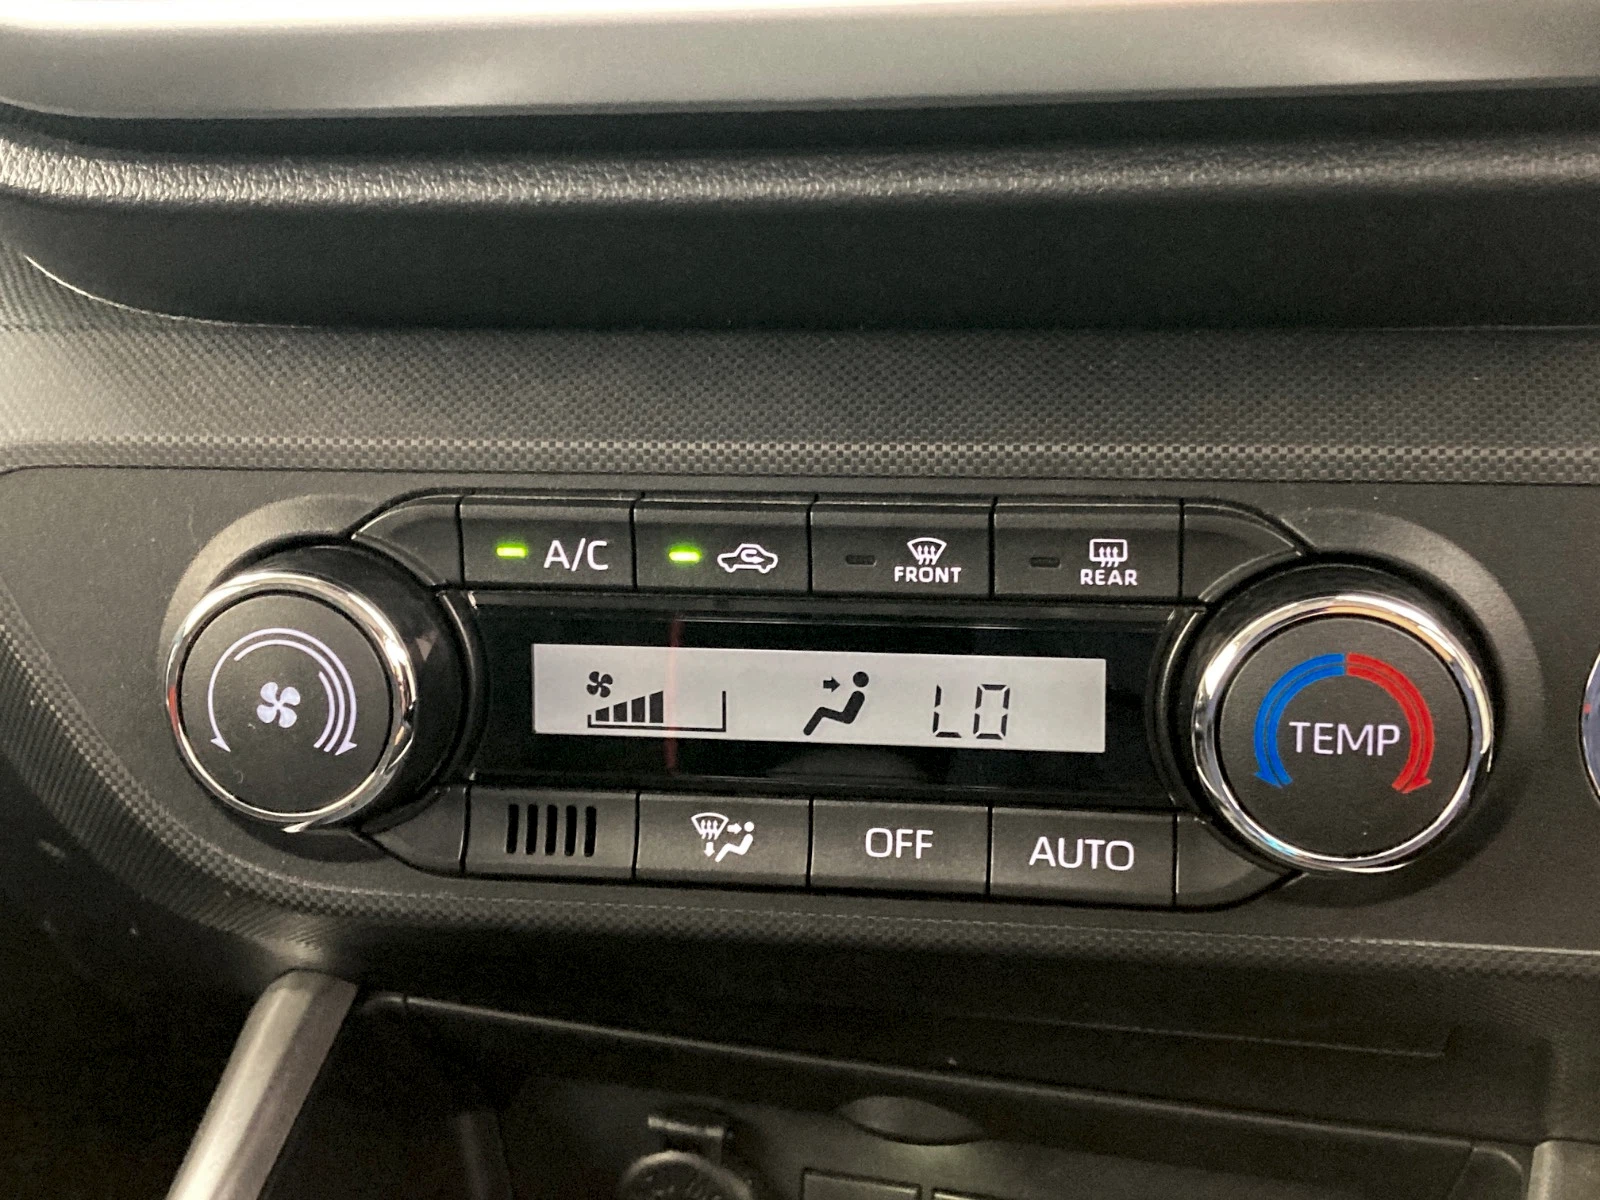 A/C
FRONT
REAR
LO
TEMP
OFF
AUTO